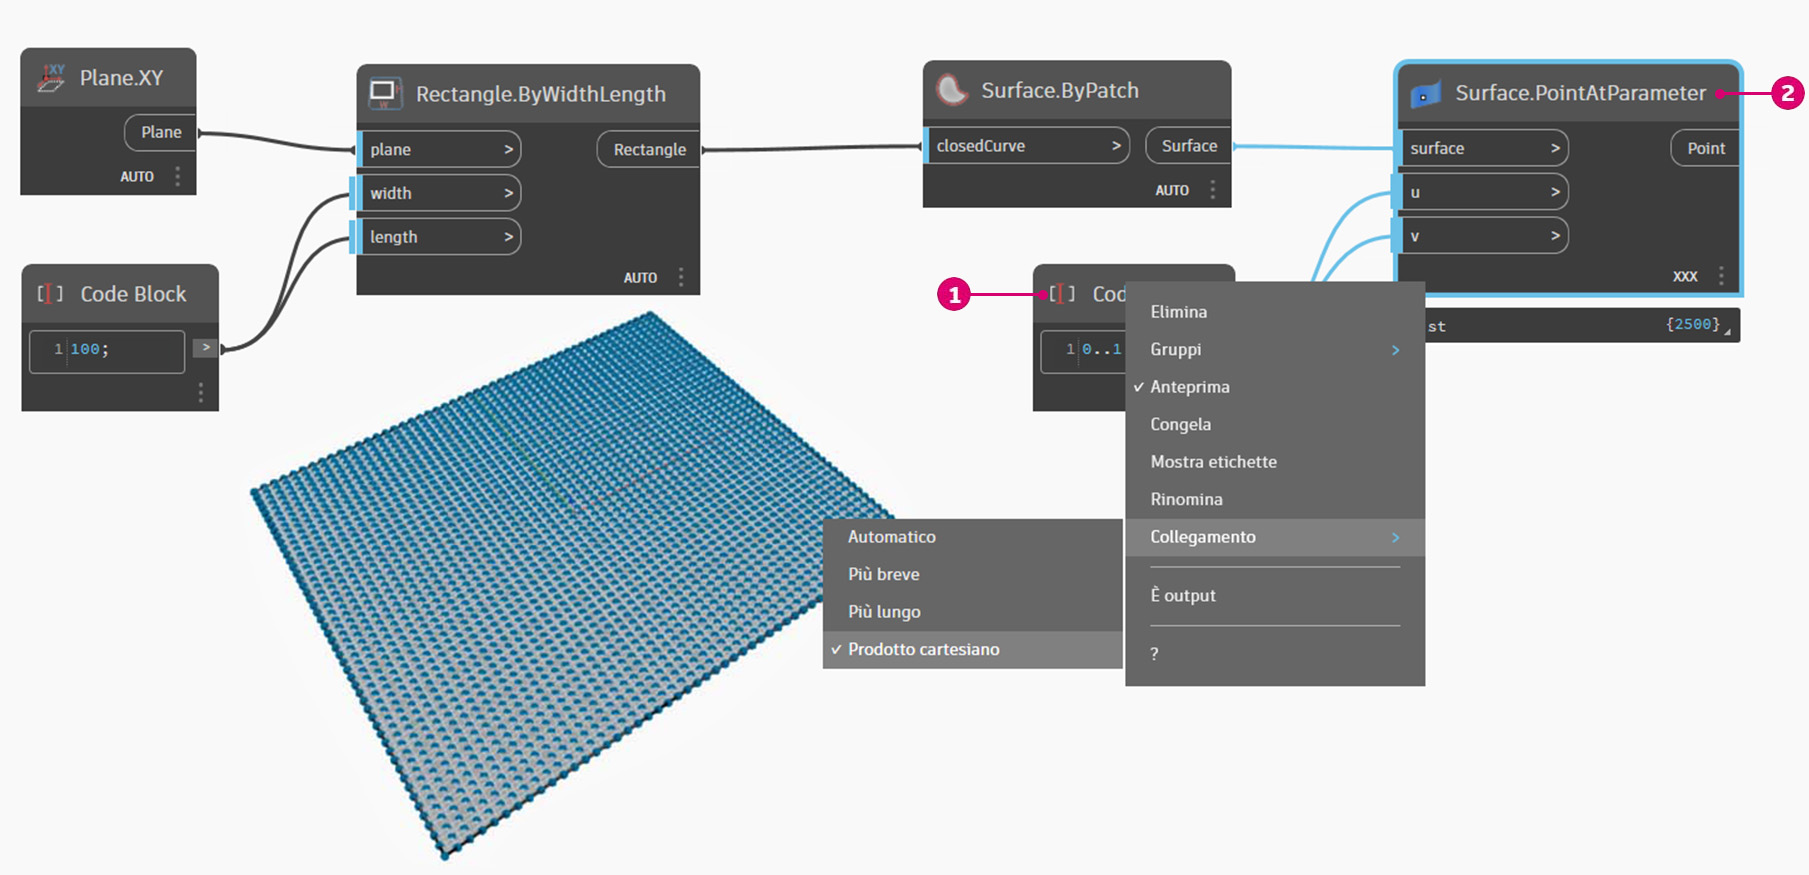 XY
Plane.XY
Plane
AUTO
Rectangle.ByWidthLength
plane >
Rectangle
width >
length >
AUTO
Surface.ByPatch
closedCurve >
Surface
AUTO
Surface.PointAtParameter
2
surface >
Point
u >
v >
XXX
st {2500}
[ ] Code Block
1 100;
>
1
[ ] Cod
1 0..1
Elimina
Gruppi >
✓ Anteprima
Congela
Mostra etichette
Rinomina
Collegamento >
È output
?
Automatico
Più breve
Più lungo
✓ Prodotto cartesiano